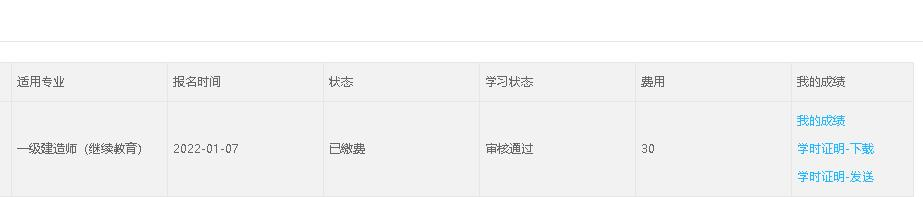 适用专业 报名时间 状态 学习状态 费用 我的成绩
一级建造师（继续教育） 2022-01-07 已缴费 审核通过 30 我的成绩
学时证明-下载
学时证明-发送